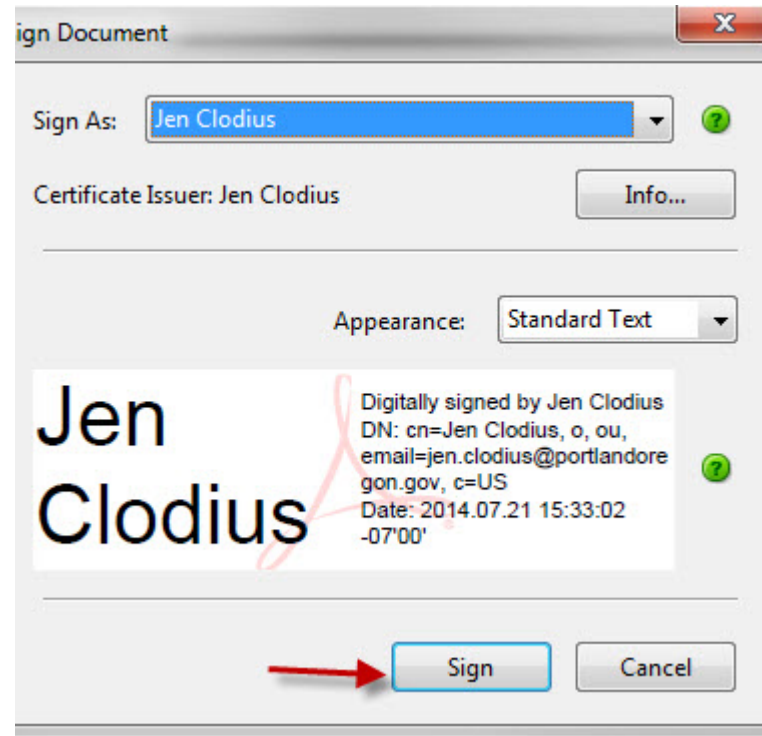 ign Document
Sign As: Jen Clodius
Certificate Issuer: Jen Clodius Info...
Appearance: Standard Text
Jen
Clodius
Digitally signed by Jen Clodius
DN: cn=Jen Clodius, o, ou,
email=jen.clodius@portlandore
gon.gov, c=US
Date: 2014.07.21 15:33:02
-07'00'
Sign Cancel